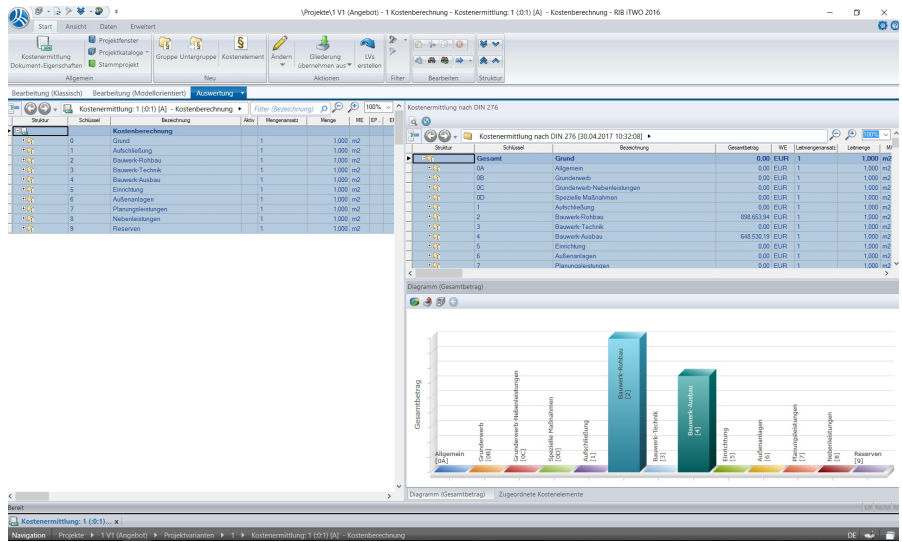 \Projekte\1 V1 (Angebot) - 1 Kostenberechnung - Kostenermittlung: 1 (:0:1) [A] - Kostenberechnung - RIB iTWO 2016
Start Ansicht Daten Erweitert
Kostenermittlung Dokument-Eigenschaften
Projektfenster
Projektkataloge
Stammprojekt
Gruppe Untergruppe Kostenelement
Ändern
Gliederung übernehmen aus
LVs erstellen
Allgemein Neu Aktionen Filter Bearbeiten Struktur
Bearbeitung (Klassisch) Bearbeitung (Modellorientiert) Auswertung
Kostenermittlung: 1 (:0:1) [A] - Kostenberechnung Filter (Bezeichnung) 100%
Struktur Schlüssel Bezeichnung Aktiv Mengenansatz Menge ME EP...
Kostenberechnung
0 Grund 1 1,000 m2
1 Aufschließung 1 1,000 m2
2 Bauwerk-Rohbau 1 1,000 m2
3 Bauwerk-Technik 1 1,000 m2
4 Bauwerk-Ausbau 1 1,000 m2
5 Einrichtung 1 1,000 m2
6 Außenanlagen 1 1,000 m2
7 Planungsleistungen 1 1,000 m2
8 Nebenleistungen 1 1,000 m2
9 Reserven 1 1,000 m2
Kostenermittlung nach DIN 276
Kostenermittlung nach DIN 276 [30.04.2017 10:32:08] 100%
Struktur Schlüssel Bezeichnung Gesamtbetrag WE Leitmengenansatz Leitmenge
Gesamt Grund 0,00 EUR 1 1,000 m2
0A Allgemein 0,00 EUR 1 1,000 m2
0B Grunderwerb 0,00 EUR 1 1,000 m2
0C Grunderwerb-Nebenleistungen 0,00 EUR 1 1,000 m2
0D Spezielle Maßnahmen 0,00 EUR 1 1,000 m2
1 Aufschließung 0,00 EUR 1 1,000 m2
2 Bauwerk-Rohbau 898.653,94 EUR 1 1,000 m2
3 Bauwerk-Technik 0,00 EUR 1 1,000 m2
4 Bauwerk-Ausbau 648.538,19 EUR 1 1,000 m2
5 Einrichtung 0,00 EUR 1 1,000 m2
6 Außenanlagen 0,00 EUR 1 1,000 m2
7 Planungsleistungen 0,00 EUR 1 1,000 m2
Diagramm (Gesamtbetrag)
Gesamtbetrag
Allgemein [0A]
Grunderwerb [0B]
Grunderwerb-Nebenleistungen [0C]
Spezielle Maßnahmen [0D]
Aufschließung [1]
Bauwerk-Rohbau [2]
Bauwerk-Technik [3]
Bauwerk-Ausbau [4]
Einrichtung [5]
Außenanlagen [6]
Planungsleistungen [7]
Nebenleistungen [8]
Reserven [9]
Diagramm (Gesamtbetrag) Zugeordnete Kostenelemente
Bereit
Kostenermittlung: 1 (:0:1)... x
Navigation Projekte 1 V1 (Angebot) Projektvarianten 1 Kostenermittlung: 1 (:0:1) [A] - Kostenberechnung DE